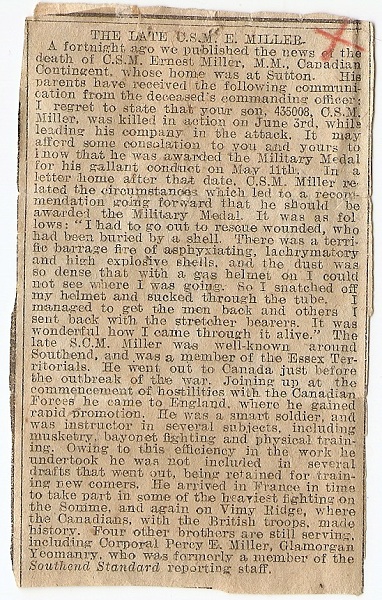 THE LATE C.S.M. E. MILLER.
A fortnight ago we published the news of the
death of C.S.M. Ernest Miller, M.M., Canadian
Contingent, whose home was at Sutton. His
parents have received the following communi-
cation from the deceased's commanding officer:
I regret to state that your son, 435008, C.S.M.
Miller, was killed in action on June 3rd, while
leading his company in the attack. It may
afford some consolation to you and yours to
know that he was awarded the Military Medal
for his gallant conduct on May 11th. In a
letter home after that date, C.S.M. Miller re-
lated the circumstances which led to a recom-
mendation going forward that he should be
awarded the Military Medal. It was as fol
lows: "I had to go out to rescue wounded, who
had been buried by a shell. There was a terri-
fic barrage fire of asphyxiating, lachrymatory
and high explosive shells, and the dust was
so dense that with a gas helmet on I could
not see where I was going. So I snatched off
my helmet and sucked through the tube. I
managed to get the men back and others I
sent back with the stretcher bearers. It was
wonderful how I came through it alive." The
late S.C.M. Miller was well-known around
Southend, and was a member of the Essex Ter-
ritorials. He went out to Canada just before
the outbreak of the war. Joining up at the
commencement of hostilities with the Canadian
Forces he came to England, where he gained
rapid promotion. He was a smart soldier, and
was instructor in several subjects, including
musketry, bayonet fighting and physical train-
ing. Owing to this efficiency in the work he
undertook he was not included in several
drafts that went out, being retained for train-
ing new comers. He arrived in France in time
to take part in some of the heaviest fighting on
the Somme, and again on Vimy Ridge, where
the Canadians, with the British troops, made
history. Four other brothers are still serving,
including Corporal Percy E. Miller, Glamorgan
Yeomanry, who was formerly a member of the
Southend Standard reporting staff.